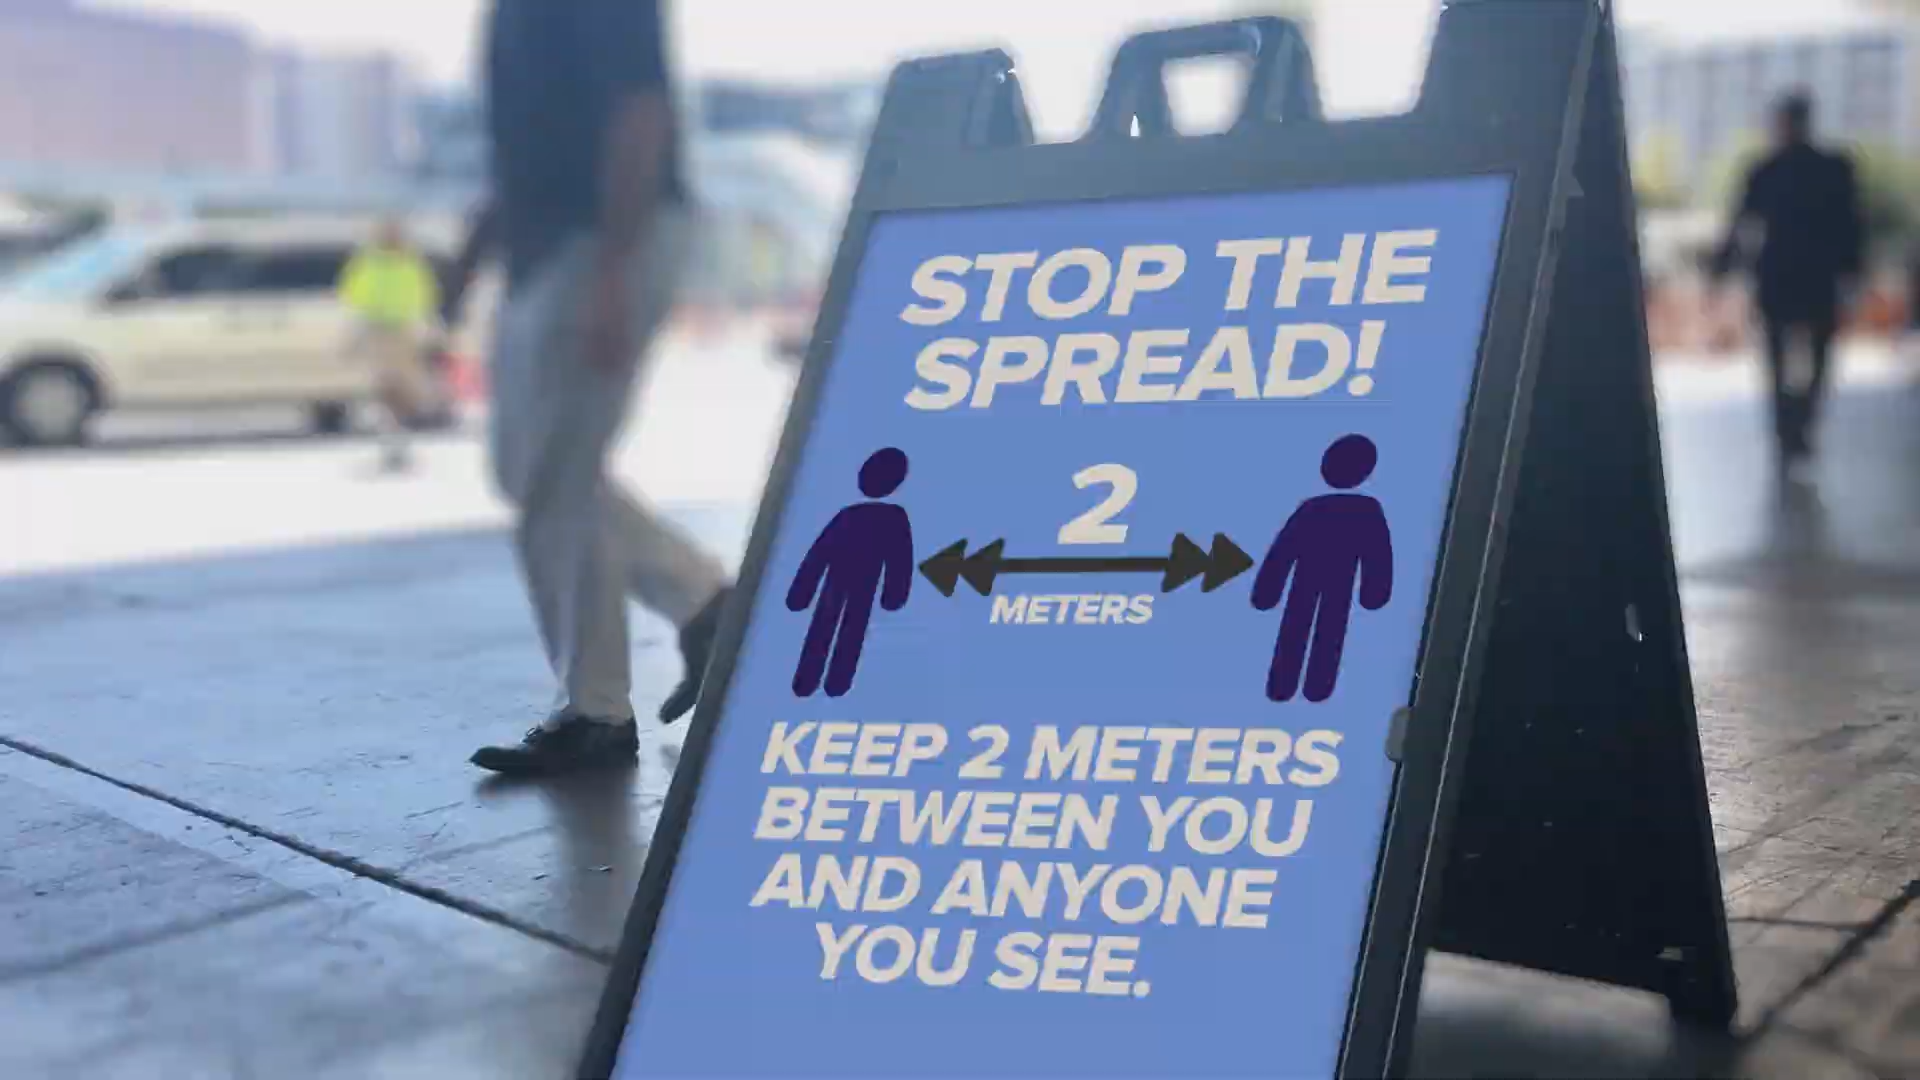 STOP THE
SPREAD!
2
METERS
KEEP 2 METERS
BETWEEN YOU
AND ANYONE
YOU SEE.